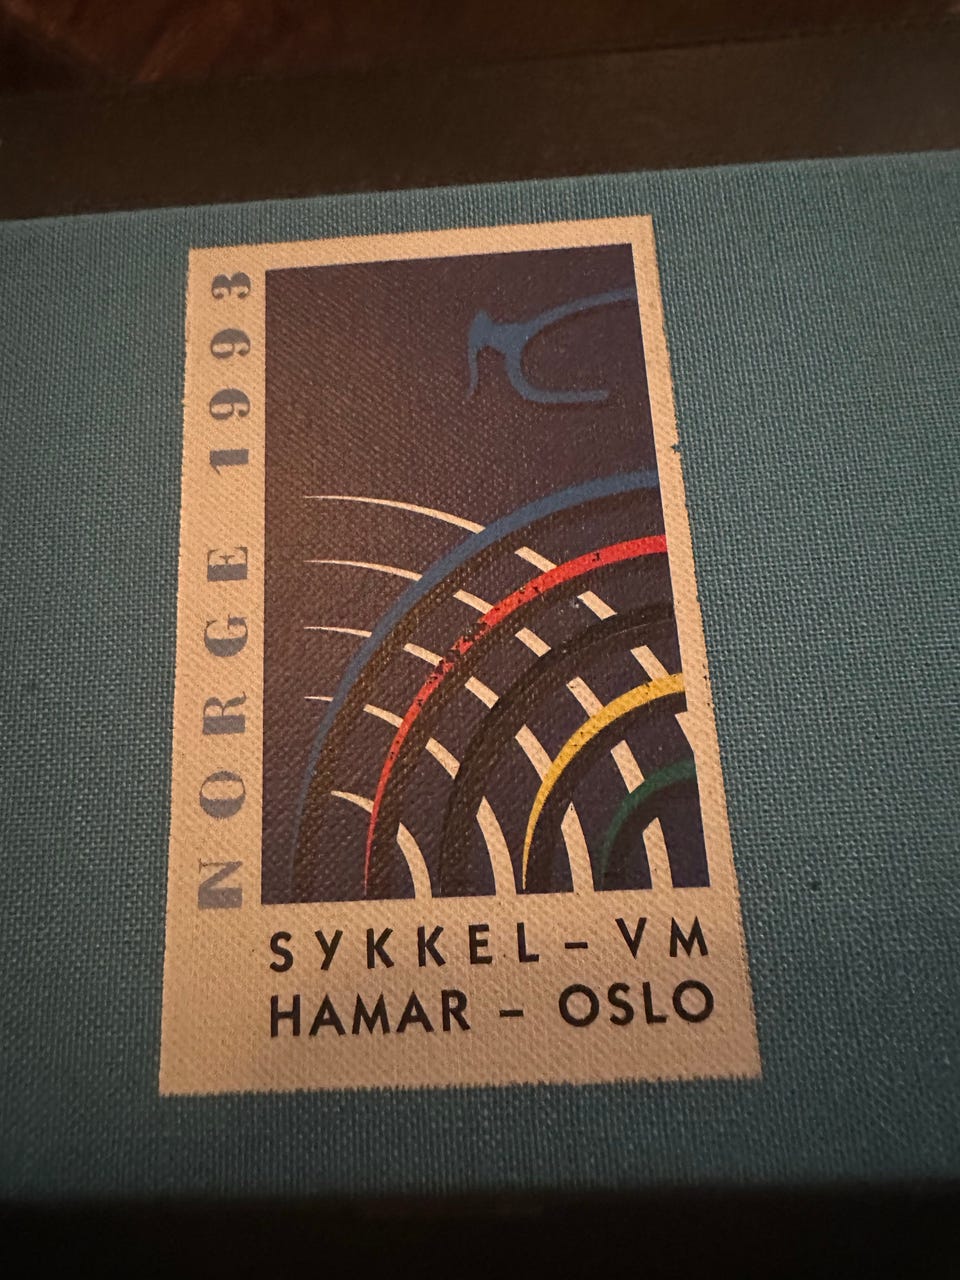 NORGE 1993
SYKKEL – VM
HAMAR – OSLO